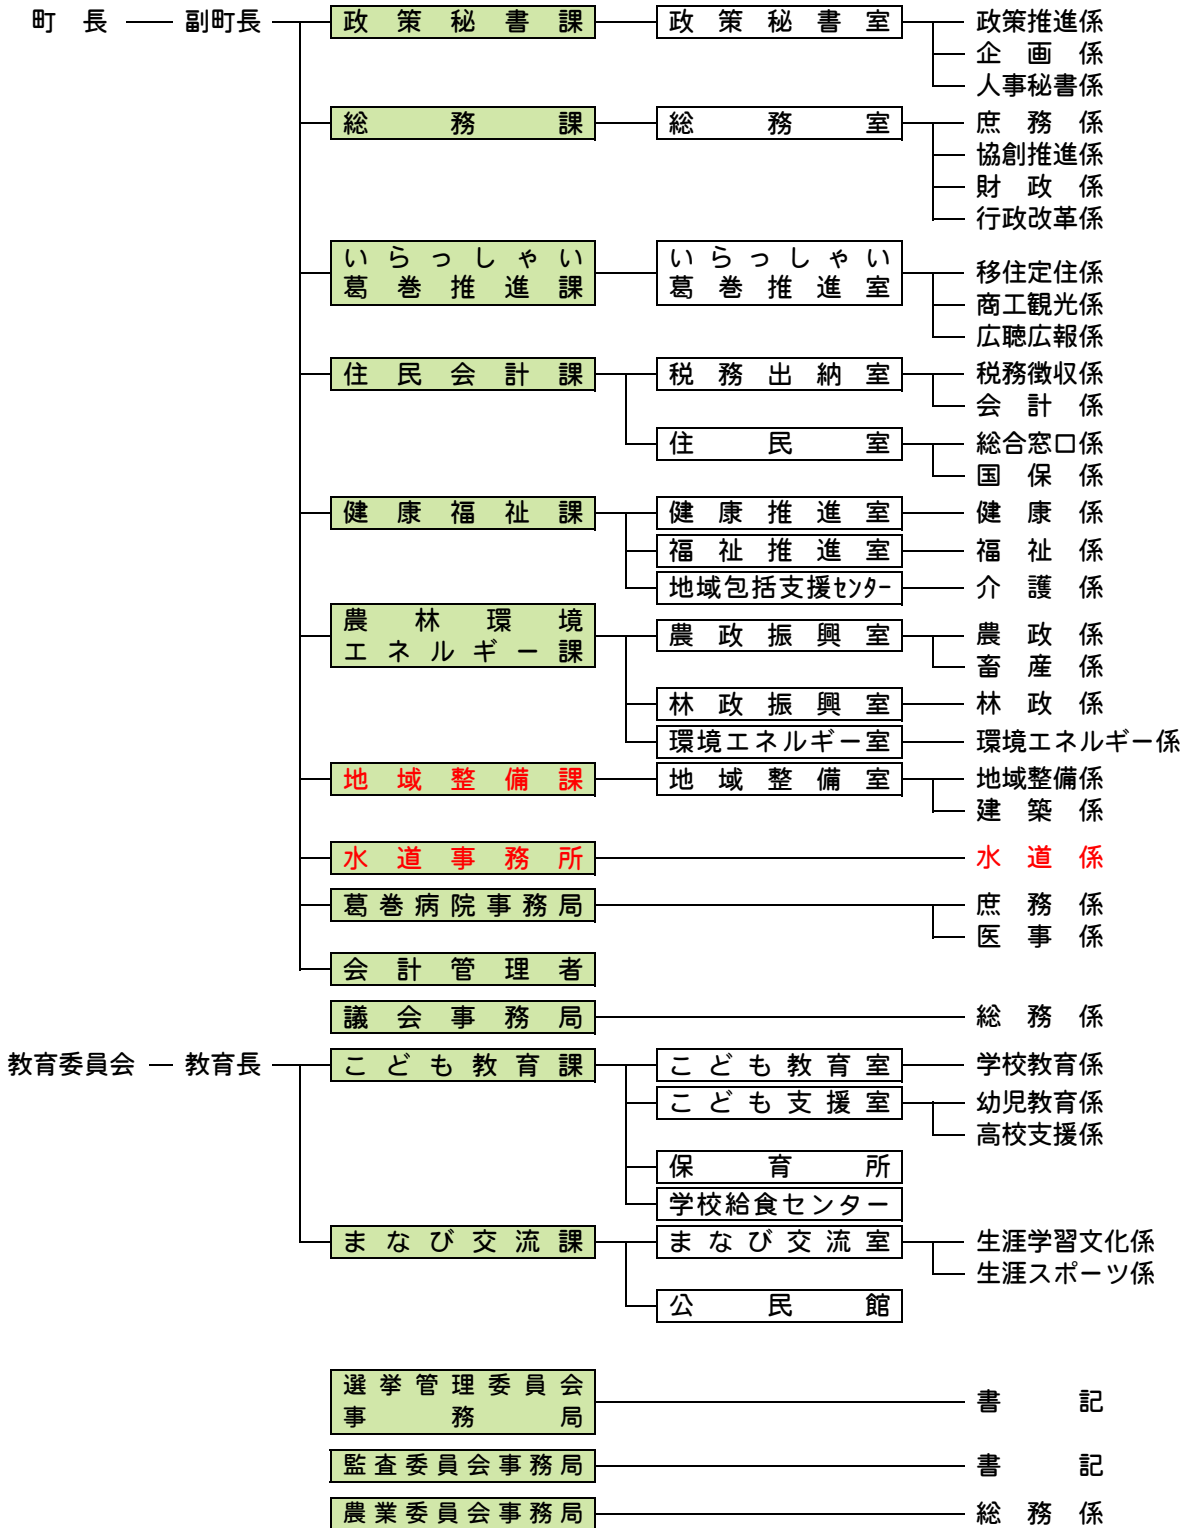 町長 副町長 政策秘書課 政策秘書室 政策推進係
企画係
人事秘書係
総務課 総務室 庶務係
協創推進係
財政係
行政改革係
いらっしゃい
葛巻推進課
いらっしゃい
葛巻推進室
移住定住係
商工観光係
広聴広報係
住民会計課 税務出納室 税務徴収係
会計係
住民室 総合窓口係
国保係
健康福祉課 健康推進室 健康係
福祉推進室 福祉係
地域包括支援ｾﾝﾀｰ 介護係
農林環境
エネルギー課
農政振興室 農政係
畜産係
林政振興室 林政係
環境エネルギー室 環境エネルギー係
地域整備課 地域整備室 地域整備係
建築係
水道事務所 水道係
葛巻病院事務局 庶務係
医事係
会計管理者
議会事務局 総務係
教育委員会 教育長 こども教育課 こども教育室 学校教育係
こども支援室 幼児教育係
高校支援係
保育所
学校給食センター
まなび交流課 まなび交流室 生涯学習文化係
生涯スポーツ係
公民館
選挙管理委員会
事務局
書記
監査委員会事務局 書記
農業委員会事務局 総務係